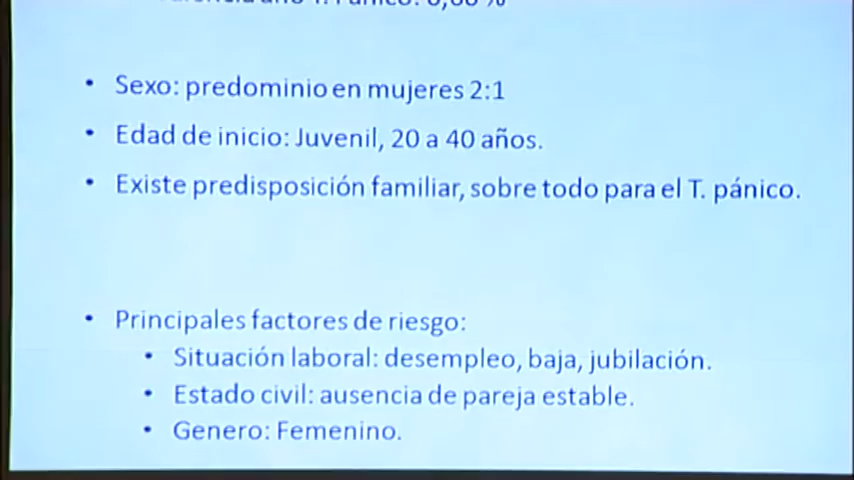 • Sexo: predominio en mujeres 2:1
• Edad de inicio: Juvenil, 20 a 40 años.
• Existe predisposición familiar, sobre todo para el T. pánico.
• Principales factores de riesgo:
• Situación laboral: desempleo, baja, jubilación.
• Estado civil: ausencia de pareja estable.
• Genero: Femenino.